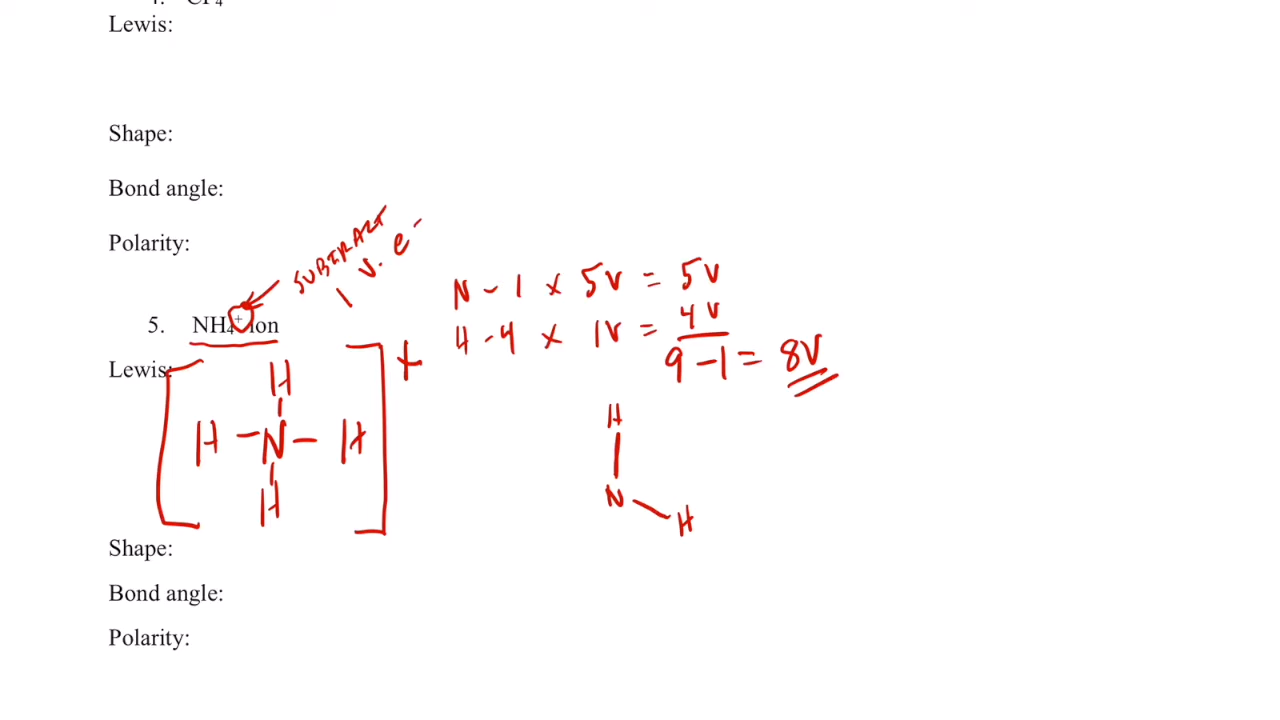 4. CF4
Lewis:
Shape:
Bond angle:
Polarity:
SUBTRACT
1 v. e-
N - 1 × 5V = 5V
H - 4 × 1V = 4V
9 - 1 = 8V
5. NH4+ ion
Lewis:
[H - N - H]+
H
H
H
N
H
Shape:
Bond angle:
Polarity: